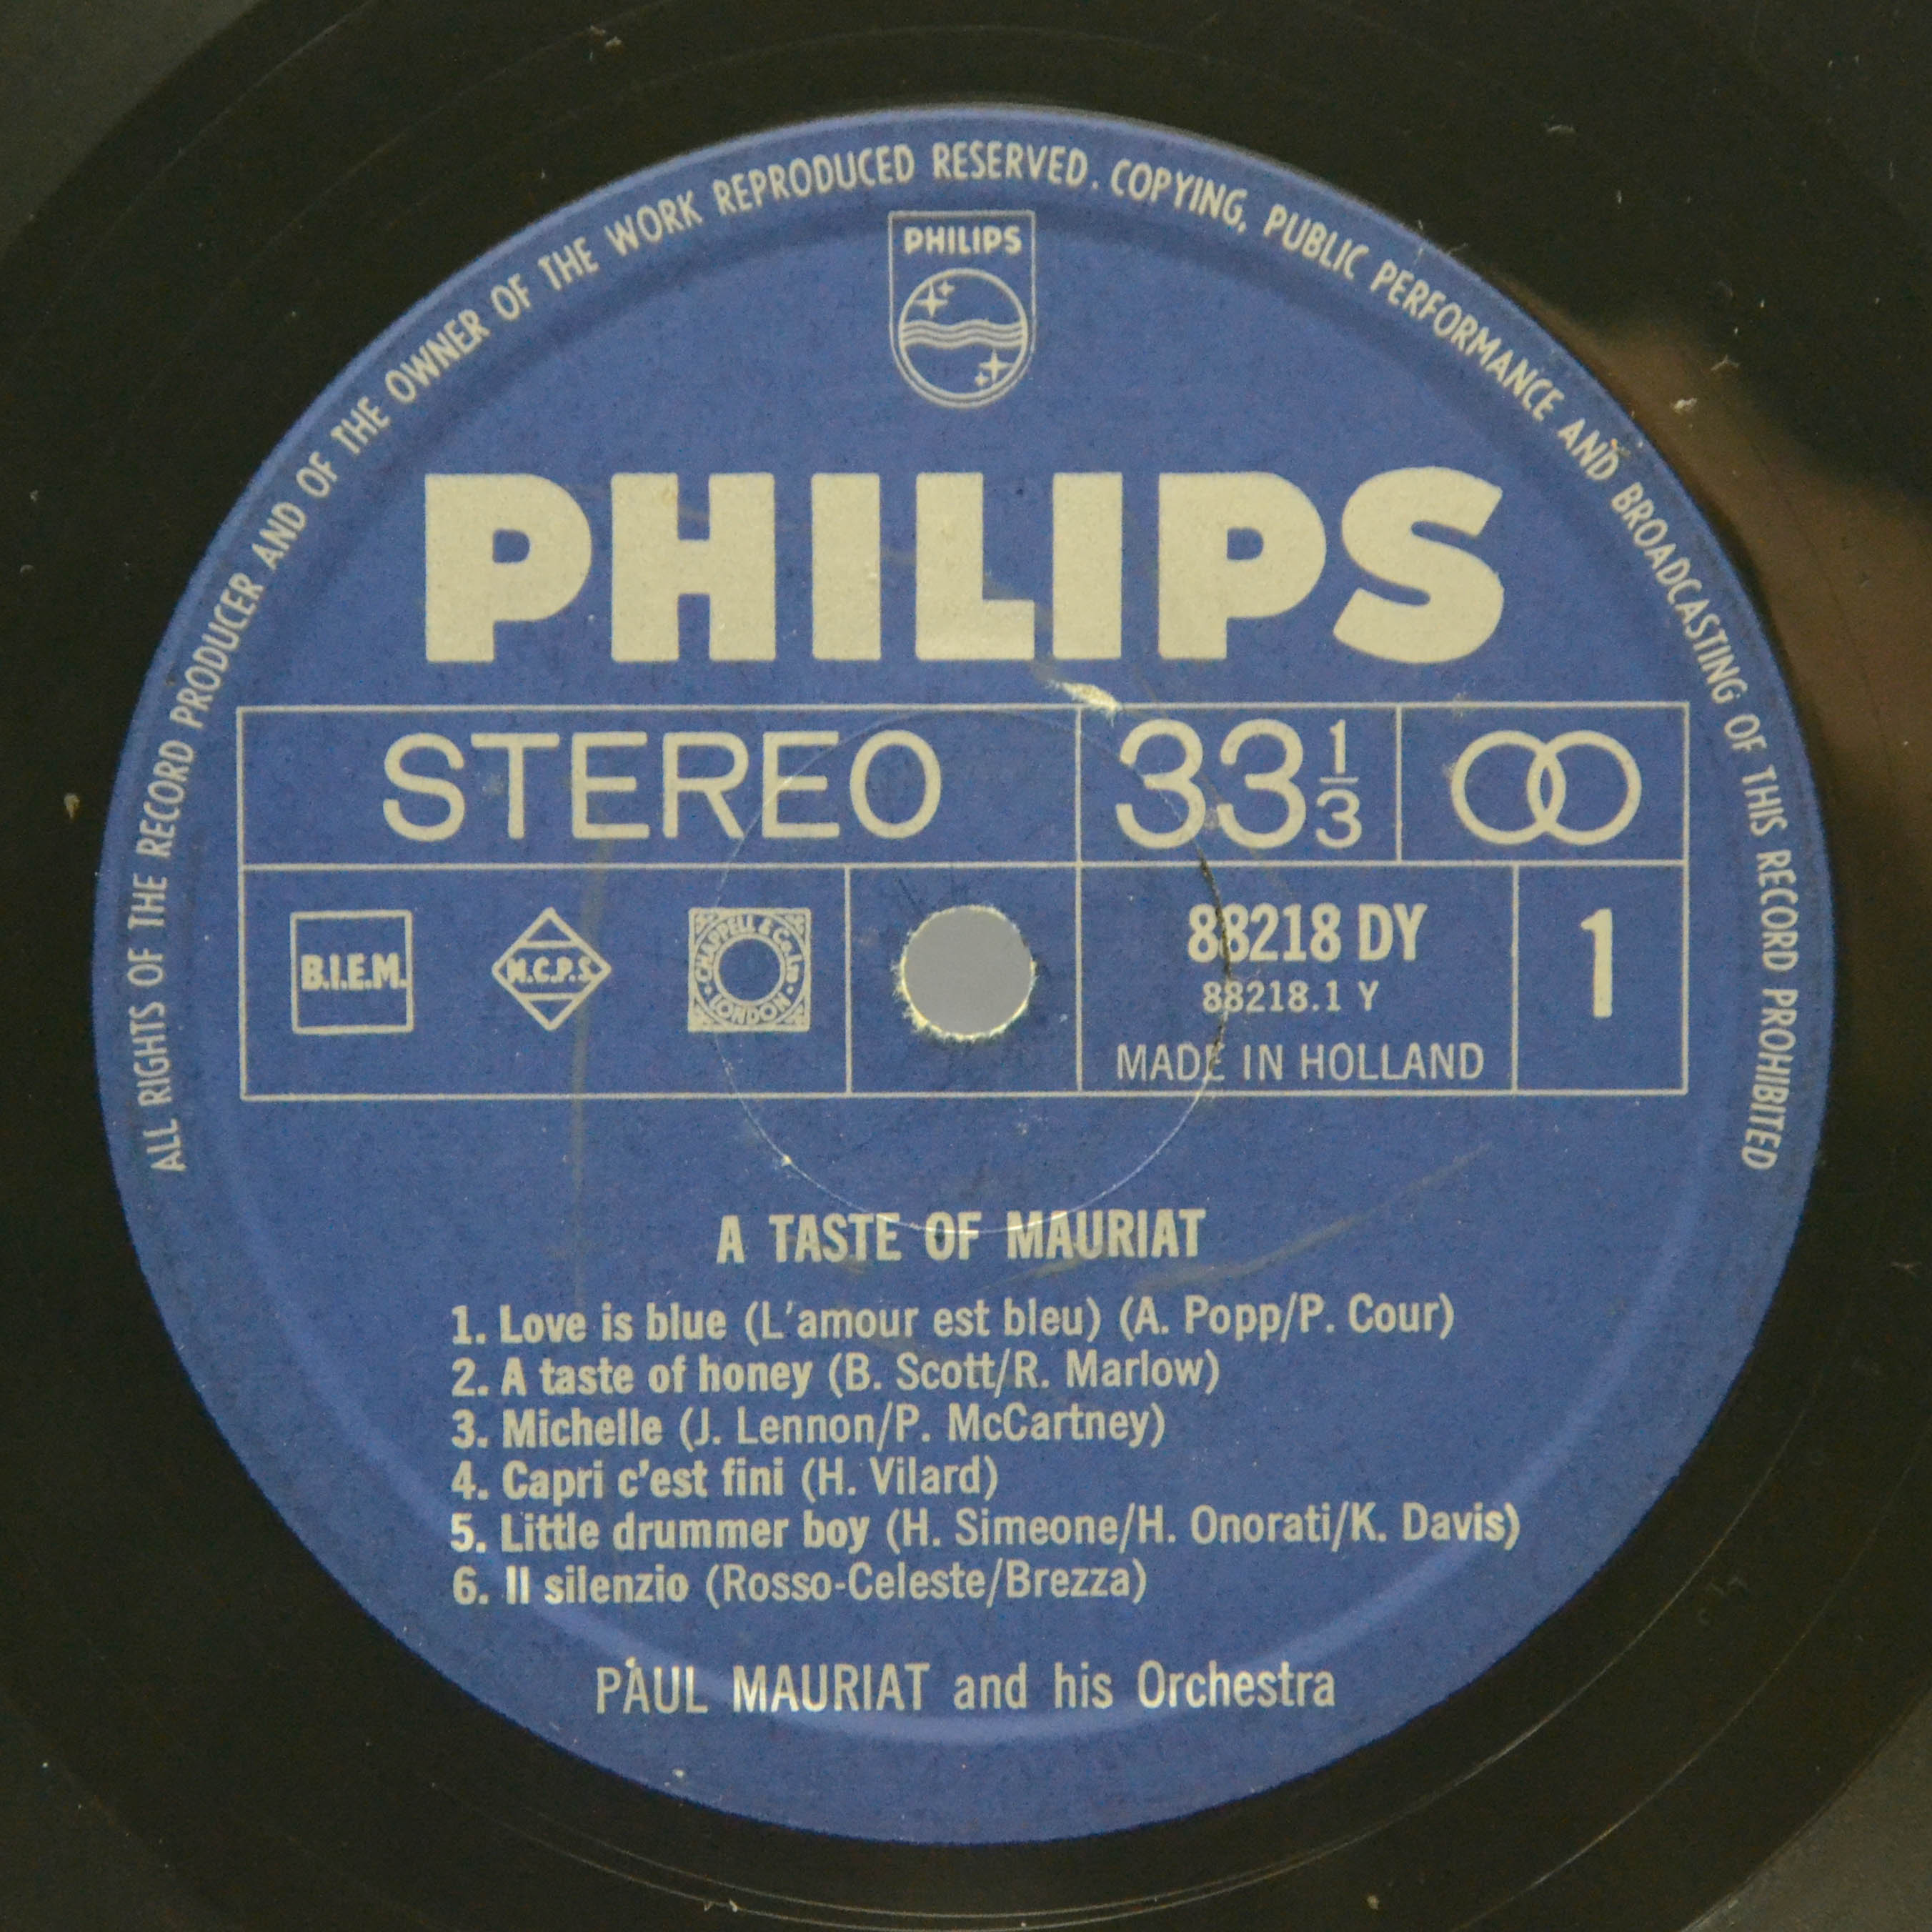 ALL RIGHTS OF THE RECORD PRODUCER AND OF THE OWNER OF THE WORK REPRODUCED RESERVED. COPYING, PUBLIC PERFORMANCE AND BROADCASTING OF THIS RECORD PROHIBITED
PHILIPS
PHILIPS
STEREO 33 1/3
B.I.E.M. M.C.P.S. CHAPPELL & Co. Ltd LONDON 88218 DY 1
88218.1 Y
MADE IN HOLLAND
A TASTE OF MAURIAT
1. Love is blue (L'amour est bleu) (A. Popp/P. Cour)
2. A taste of honey (B. Scott/R. Marlow)
3. Michelle (J. Lennon/P. McCartney)
4. Capri c'est fini (H. Vilard)
5. Little drummer boy (H. Simeone/H. Onorati/K. Davis)
6. Il silenzio (Rosso-Celeste/Brezza)
PAUL MAURIAT and his Orchestra